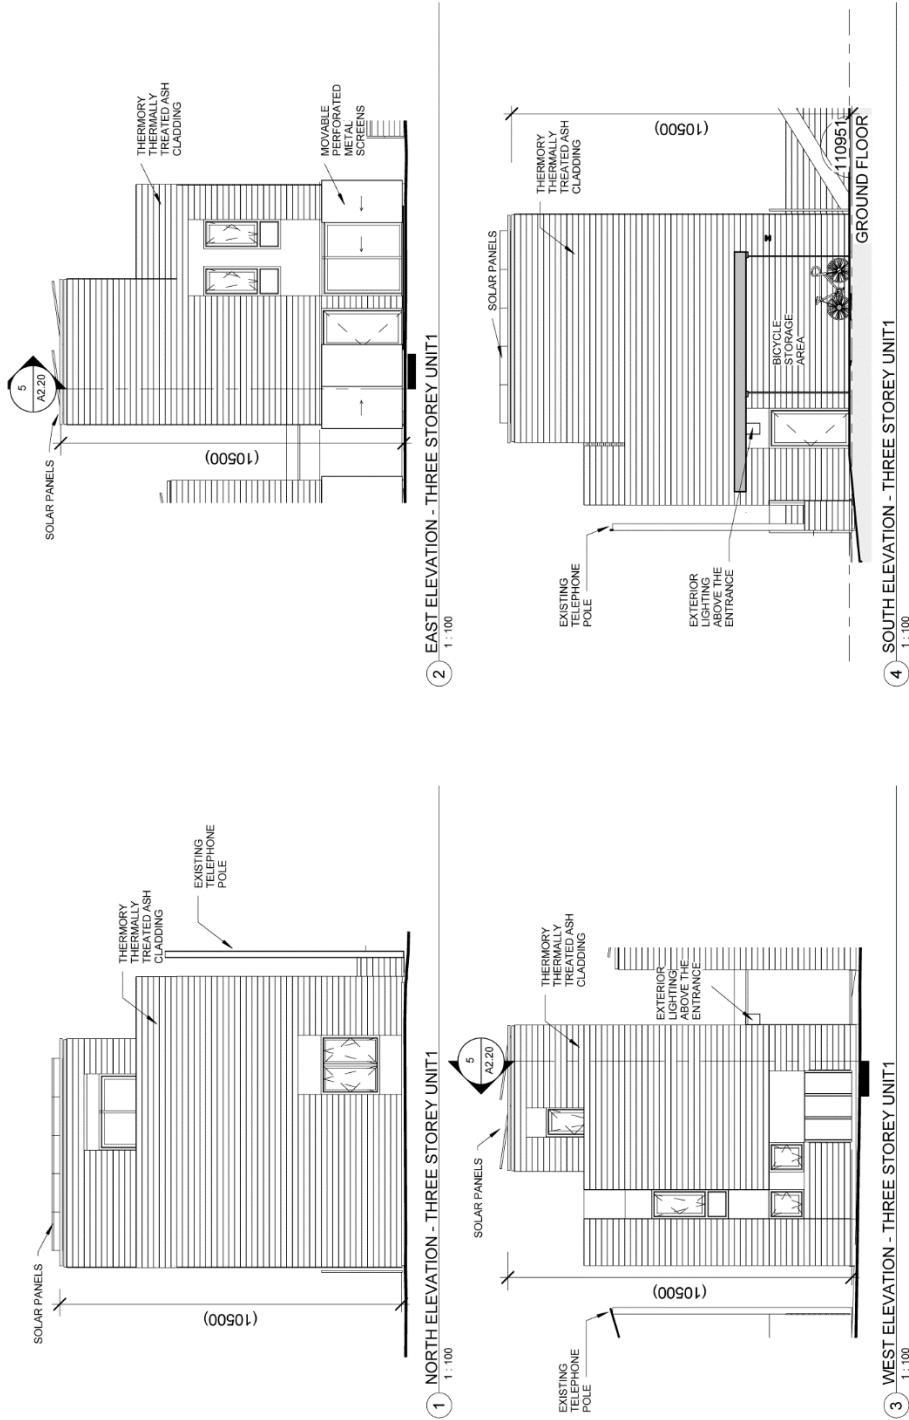 SOLAR PANELS
THERMORY
THERMALLY
TREATED ASH
CLADDING
EXISTING
TELEPHONE
POLE
(10500)
1
NORTH ELEVATION - THREE STOREY UNIT1
1 : 100
5
A2.20
SOLAR PANELS
THERMORY
THERMALLY
TREATED ASH
CLADDING
MOVABLE
PERFORATED
METAL
SCREENS
(10500)
2
EAST ELEVATION - THREE STOREY UNIT1
1 : 100
5
A2.20
SOLAR PANELS
THERMORY
THERMALLY
TREATED ASH
CLADDING
EXTERIOR
LIGHTING
ABOVE THE
ENTRANCE
EXISTING
TELEPHONE
POLE
(10500)
3
WEST ELEVATION - THREE STOREY UNIT1
1 : 100
SOLAR PANELS
THERMORY
THERMALLY
TREATED ASH
CLADDING
EXISTING
TELEPHONE
POLE
EXTERIOR
LIGHTING
ABOVE THE
ENTRANCE
BICYCLE
STORAGE
AREA
(10500)
110951
GROUND FLOOR
4
SOUTH ELEVATION - THREE STOREY UNIT1
1 : 100